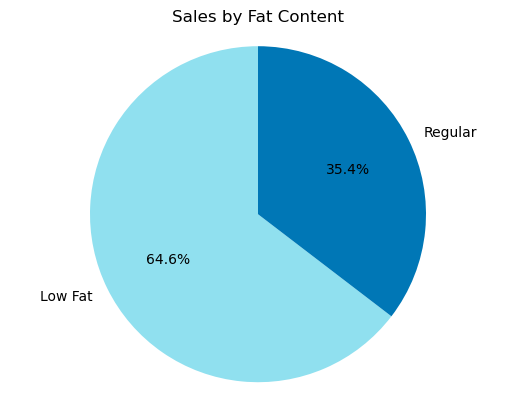 Sales by Fat Content
Regular
35.4%
64.6%
Low Fat